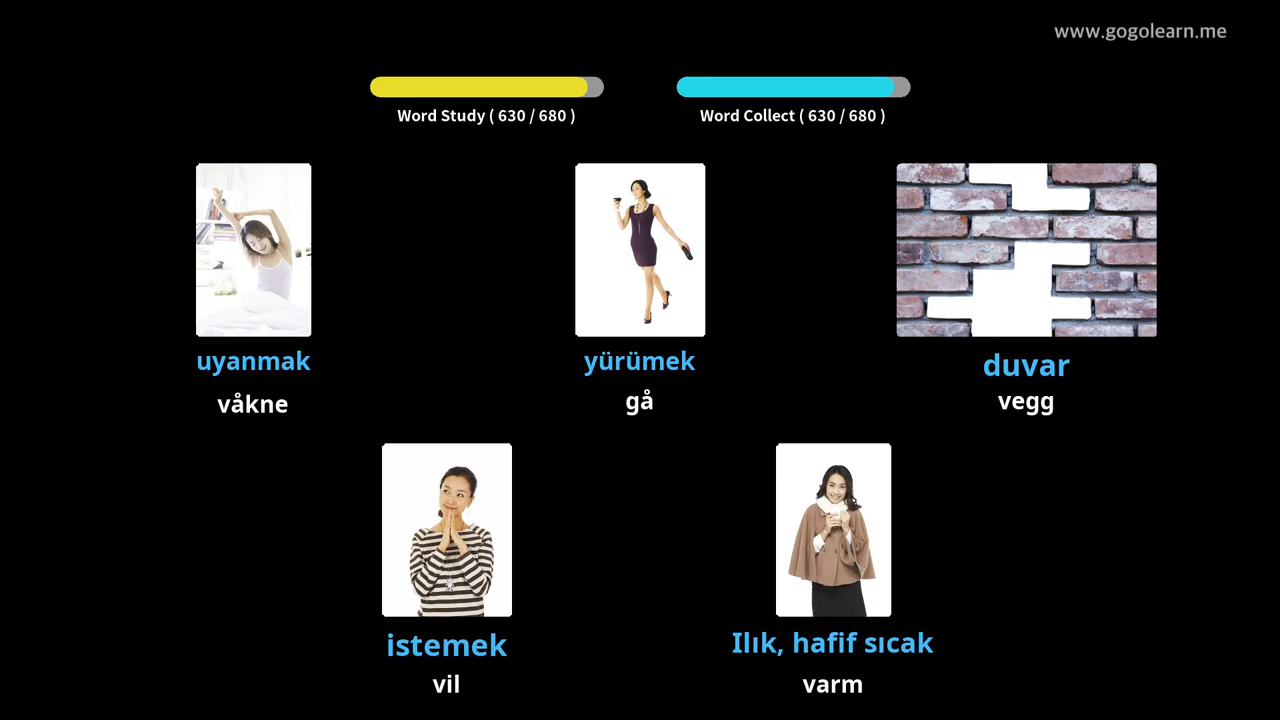 www.gogolearn.me
Word Study ( 630 / 680 )
Word Collect ( 630 / 680 )
uyanmak
våkne
yürümek
gå
duvar
vegg
istemek
vil
Ilık, hafif sıcak
varm